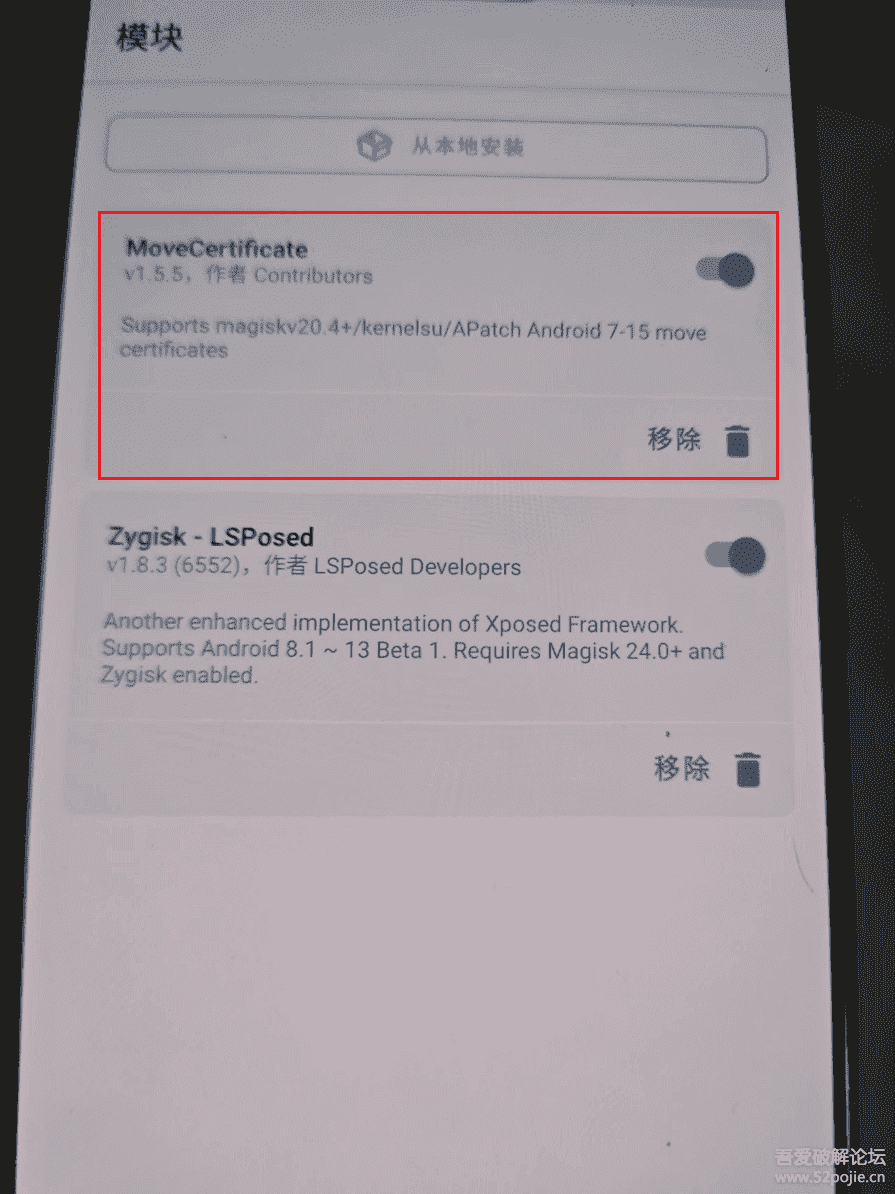 模块
从本地安装
MoveCertificate
v1.5.5，作者 Contributors
Supports magiskv20.4+/kernelsu/APatch Android 7-15 move
certificates
移除
Zygisk - LSPosed
v1.8.3 (6552)，作者 LSPosed Developers
Another enhanced implementation of Xposed Framework.
Supports Android 8.1 ~ 13 Beta 1. Requires Magisk 24.0+ and
Zygisk enabled.
移除
吾爱破解论坛
www.52pojie.cn